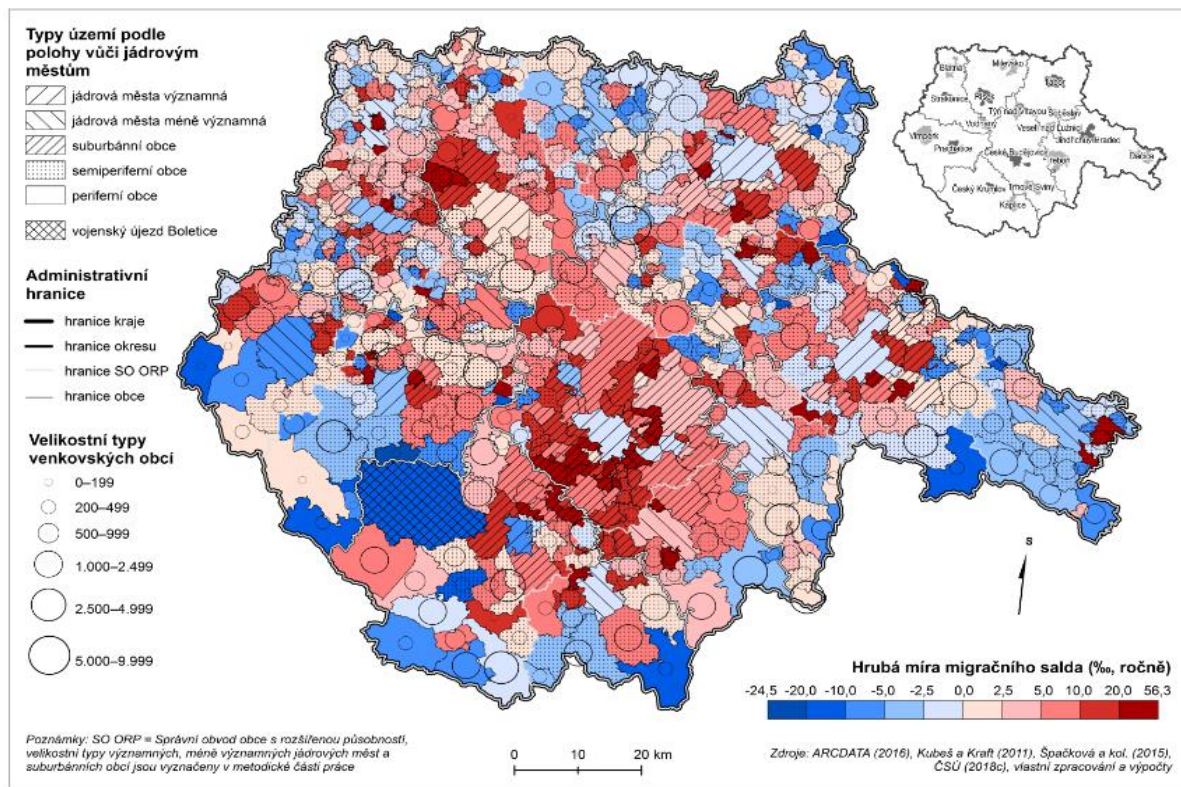 Typy území podle
polohy vůči jádrovým
městům
jádrová města významná
jádrová města méně významná
suburbánní obce
semiperiferní obce
periferní obce
vojenský újezd Boletice
Administrativní
hranice
hranice kraje
hranice okresu
hranice SO ORP
hranice obce
Velikostní typy
venkovských obcí
0–199
200–499
500–999
1.000–2.499
2.500–4.999
5.000–9.999
Blatná
Milevsko
Tábor
Strakonice
Písek
Týn nad Vltavou
Soběslav
Vodňany
Veselí nad Lužnicí
Vimperk
Jindřichův Hradec
Prachatice
České Budějovice
Třeboň
Dačice
Český Krumlov
Trhové Sviny
Kaplice
S
Hrubá míra migračního salda (‰, ročně)
-24,5 -20,0 -10,0 -5,0 -2,5 0,0 2,5 5,0 10,0 20,0 56,3
Poznámky: SO ORP = Správní obvod obce s rozšířenou působností,
velikostní typy významných, méně významných jádrových měst a
suburbánních obcí jsou vyznačeny v metodické části práce
0 10 20 km
Zdroje: ARCDATA (2016), Kubeš a Kraft (2011), Špačková a kol. (2015),
ČSÚ (2018c), vlastní zpracování a výpočty